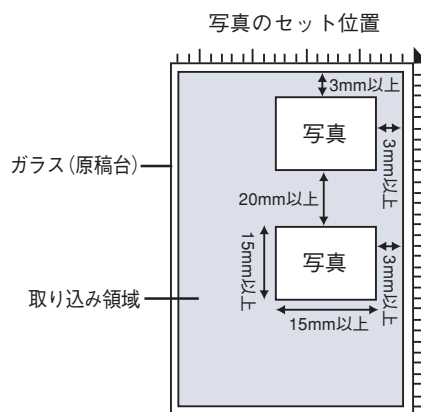 写真のセット位置
3mm以上
写真
3mm以上
ガラス（原稿台）
20mm以上
15mm以上
写真
3mm以上
取り込み領域
15mm以上